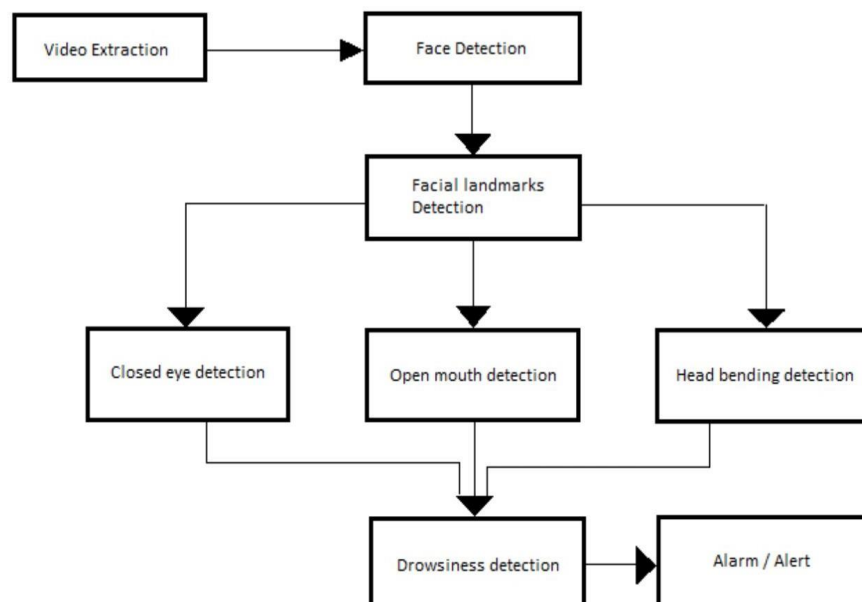 Video Extraction
Face Detection
Facial landmarks
Detection
Closed eye detection
Open mouth detection
Head bending detection
Drowsiness detection
Alarm / Alert